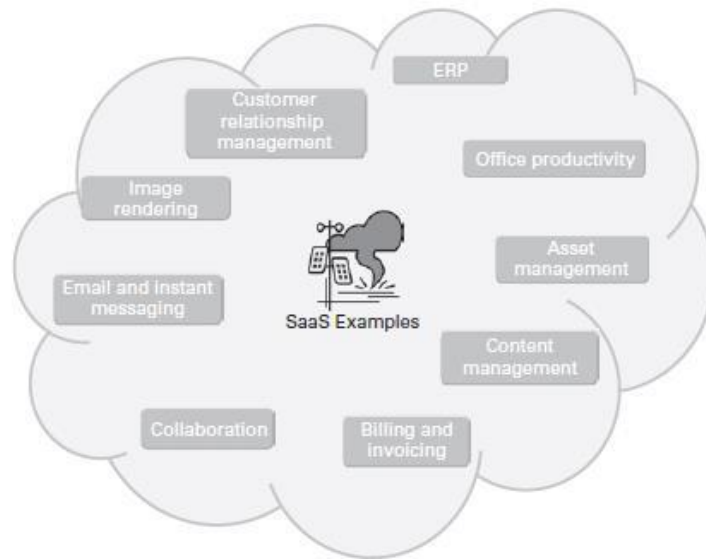 ERP
Customer
relationship
management
Office productivity
Image
rendering
Asset
management
Email and instant
messaging
SaaS Examples
Content
management
Collaboration
Billing and
invoicing